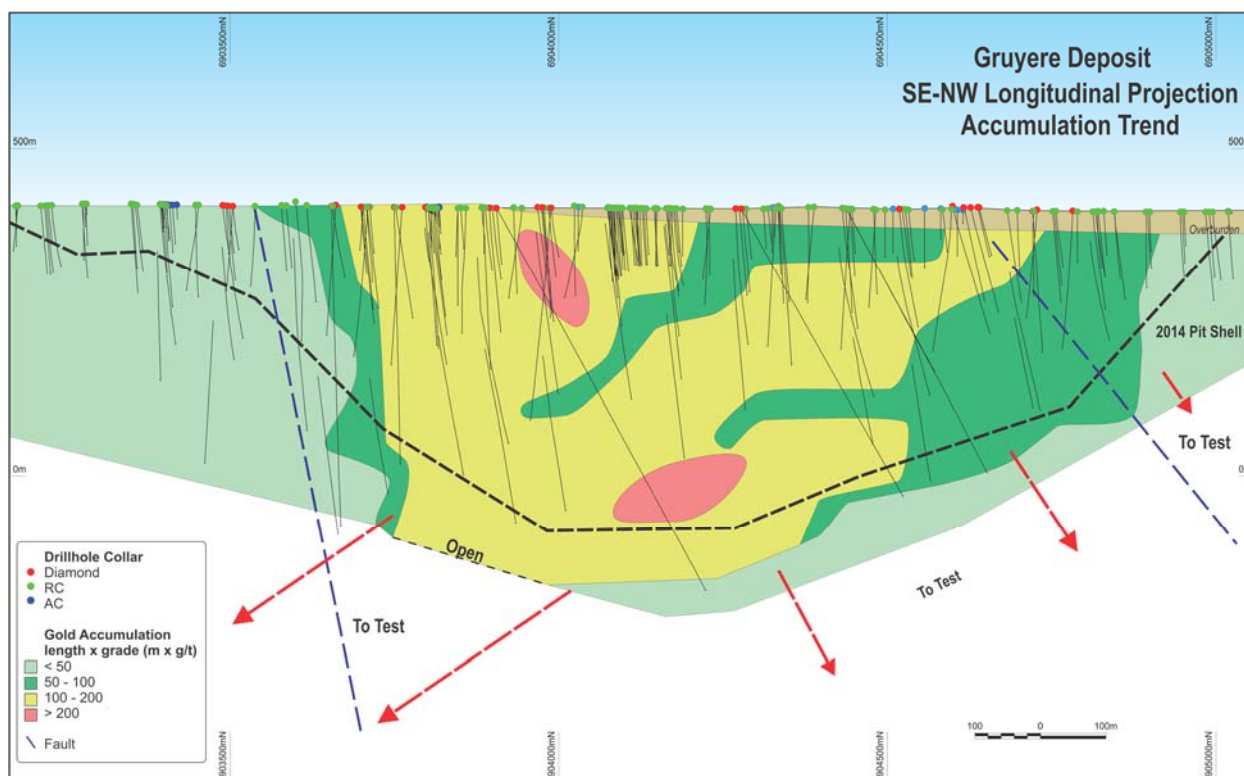 6903500mN
6904000mN
6904500mN
6905000mN
Gruyere Deposit
SE-NW Longitudinal Projection
Accumulation Trend
500m
500
Overburden
2014 Pit Shell
To Test
0m
0
Open
To Test
To Test
Drillhole Collar
Diamond
RC
AC
Gold Accumulation
length x grade (m x g/t)
< 50
50 - 100
100 - 200
> 200
Fault
100 0 100m
6903500mN
6904000mN
6904500mN
6905000mN